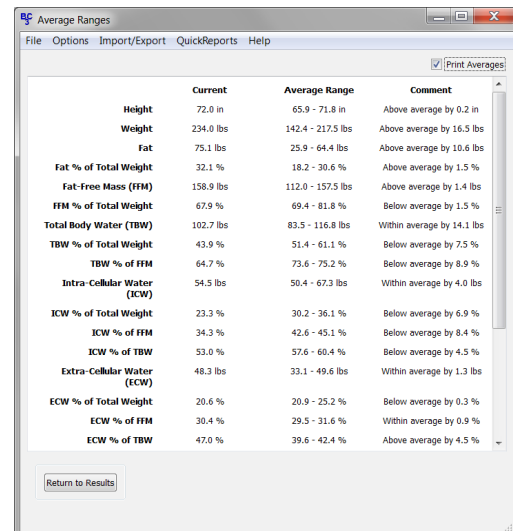 BC 3 Average Ranges
File Options Import/Export QuickReports Help
Print Averages
Current Average Range Comment
Height 72.0 in 65.9 - 71.8 in Above average by 0.2 in
Weight 234.0 lbs 142.4 - 217.5 lbs Above average by 16.5 lbs
Fat 75.1 lbs 25.9 - 64.4 lbs Above average by 10.6 lbs
Fat % of Total Weight 32.1 % 18.2 - 30.6 % Above average by 1.5 %
Fat-Free Mass (FFM) 158.9 lbs 112.0 - 157.5 lbs Above average by 1.4 lbs
FFM % of Total Weight 67.9 % 69.4 - 81.8 % Below average by 1.5 %
Total Body Water (TBW) 102.7 lbs 83.5 - 116.8 lbs Within average by 14.1 lbs
TBW % of Total Weight 43.9 % 51.4 - 61.1 % Below average by 7.5 %
TBW % of FFM 64.7 % 73.6 - 75.2 % Below average by 8.9 %
Intra-Cellular Water 54.5 lbs 50.4 - 67.3 lbs Within average by 4.0 lbs
(ICW)
ICW % of Total Weight 23.3 % 30.2 - 36.1 % Below average by 6.9 %
ICW % of FFM 34.3 % 42.6 - 45.1 % Below average by 8.4 %
ICW % of TBW 53.0 % 57.6 - 60.4 % Below average by 4.5 %
Extra-Cellular Water 48.3 lbs 33.1 - 49.6 lbs Within average by 1.3 lbs
(ECW)
ECW % of Total Weight 20.6 % 20.9 - 25.2 % Below average by 0.3 %
ECW % of FFM 30.4 % 29.5 - 31.6 % Within average by 0.9 %
ECW % of TBW 47.0 % 39.6 - 42.4 % Above average by 4.5 %
Return to Results